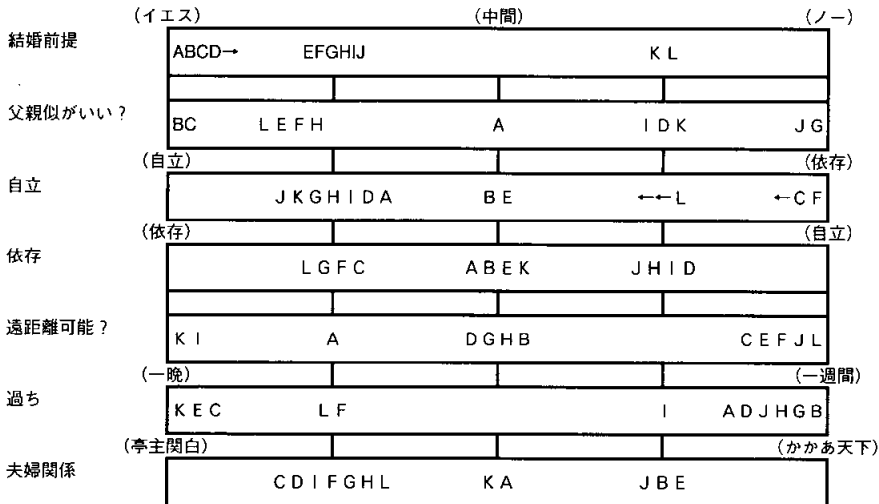 (イエス) (中間) (ノー)
結婚前提 ABCD→ EFGHIJ K L
父親似がいい? BC L E F H A I D K J G
(自立) (依存)
自立 J K G H I D A B E ←←L ←C F
(依存) (自立)
依存 L G F C A B E K J H I D
遠距離可能? K I A D G H B C E F J L
(一晩) (一週間)
過ち K E C L F I A D J H G B
(亭主関白) (かかあ天下)
夫婦関係 C D I F G H L K A J B E